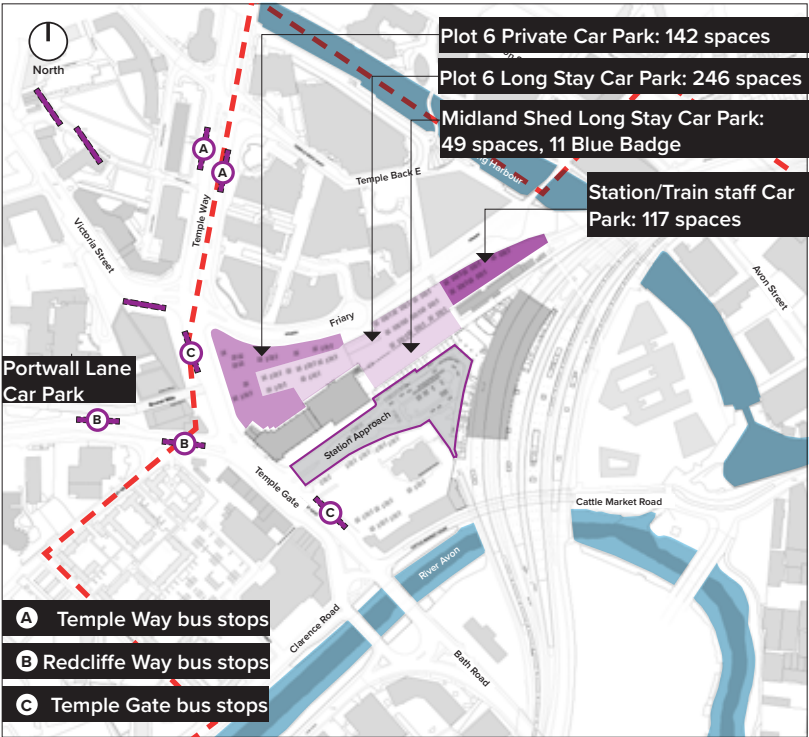 North
Plot 6 Private Car Park: 142 spaces
Plot 6 Long Stay Car Park: 246 spaces
Midland Shed Long Stay Car Park:
49 spaces, 11 Blue Badge
Harbour
Station/Train staff Car
Park: 117 spaces
A
A
Temple Back E
Temple Way
Victoria Street
Avon Street
Friary
C
Portwall Lane
Car Park
B
B
Station Approach
Temple Gate
C
Cattle Market Road
River Avon
Clarence Road
Bath Road
A Temple Way bus stops
B Redcliffe Way bus stops
C Temple Gate bus stops